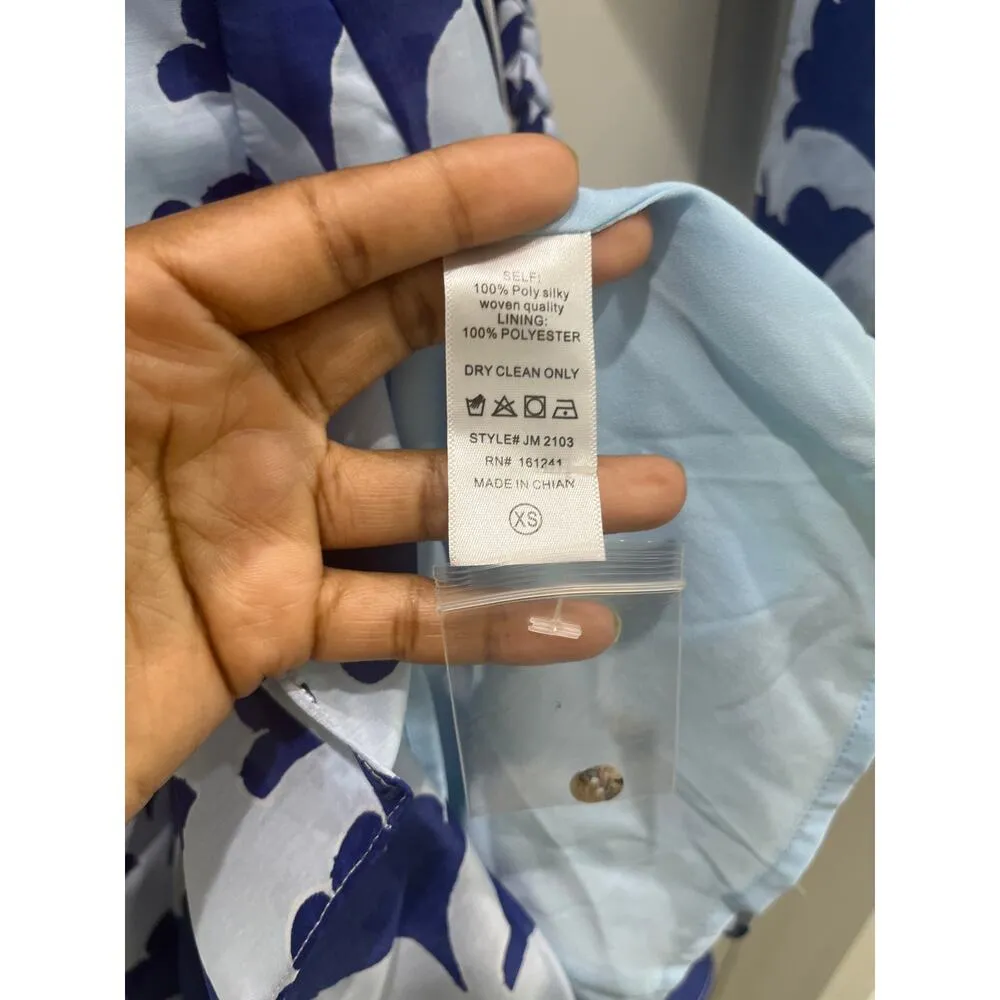 SELF:
100% Poly silky
woven quality
LINING:
100% POLYESTER
DRY CLEAN ONLY
STYLE# JM 2103
RN# 161241
MADE IN CHIAN
XS